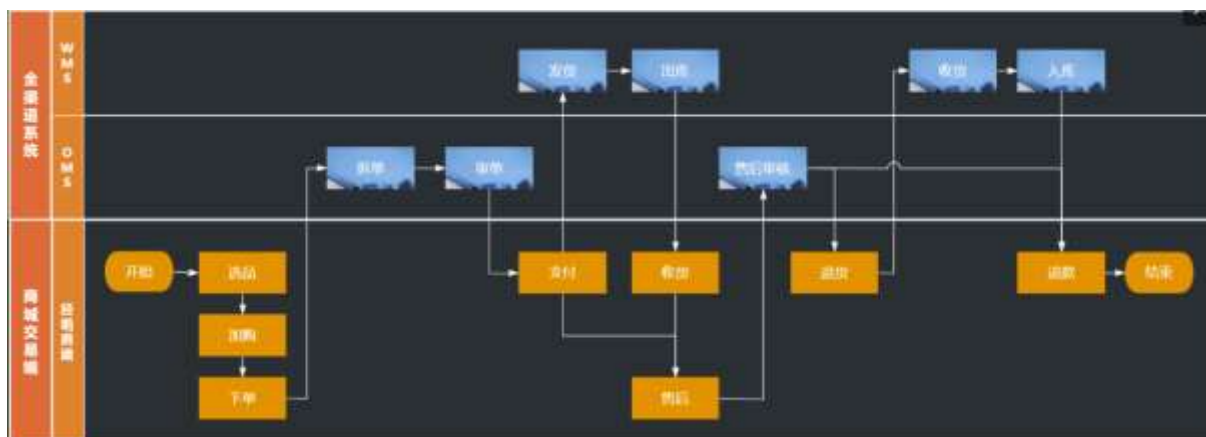 全渠道系统
WMS
发货
出库
收货
入库
OMS
审单
售后审核
商城交易端
开始
选品
支付
收货
退货
退款
结束
加购
下单
售后